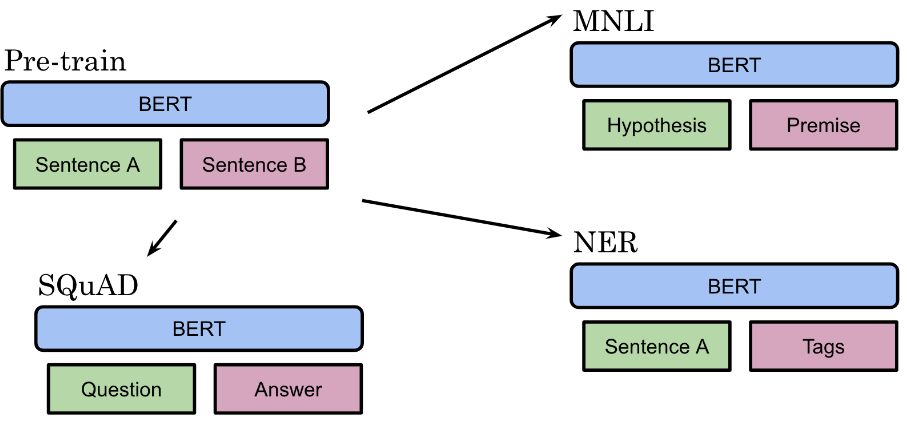 Pre-train
BERT
Sentence A Sentence B
MNLI
BERT
Hypothesis Premise
SQuAD
BERT
Question Answer
NER
BERT
Sentence A Tags